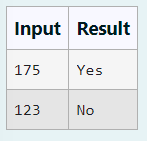 Input Result
175 Yes
123 No